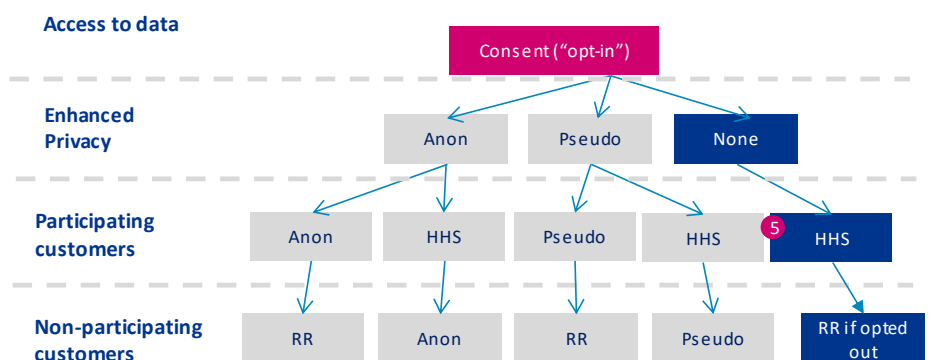 Access to data
Consent (“opt-in”)
Enhanced
Privacy
Anon
Pseudo
None
Participating
customers
Anon
HHS
Pseudo
HHS
5
HHS
Non-participating
customers
RR
Anon
RR
Pseudo
RR if opted
out